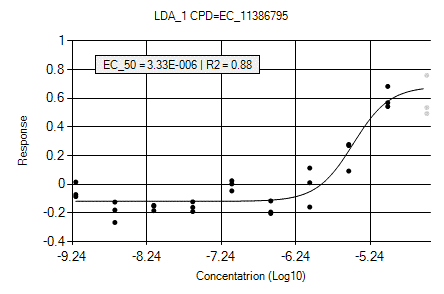 LDA_1 CPD=EC_11386795
EC_50 = 3.33E-006 | R2 = 0.88
Response
1
0.8
0.6
0.4
0.2
0
-0.2
-0.4
-9.24 -8.24 -7.24 -6.24 -5.24
Concentatrion (Log10)